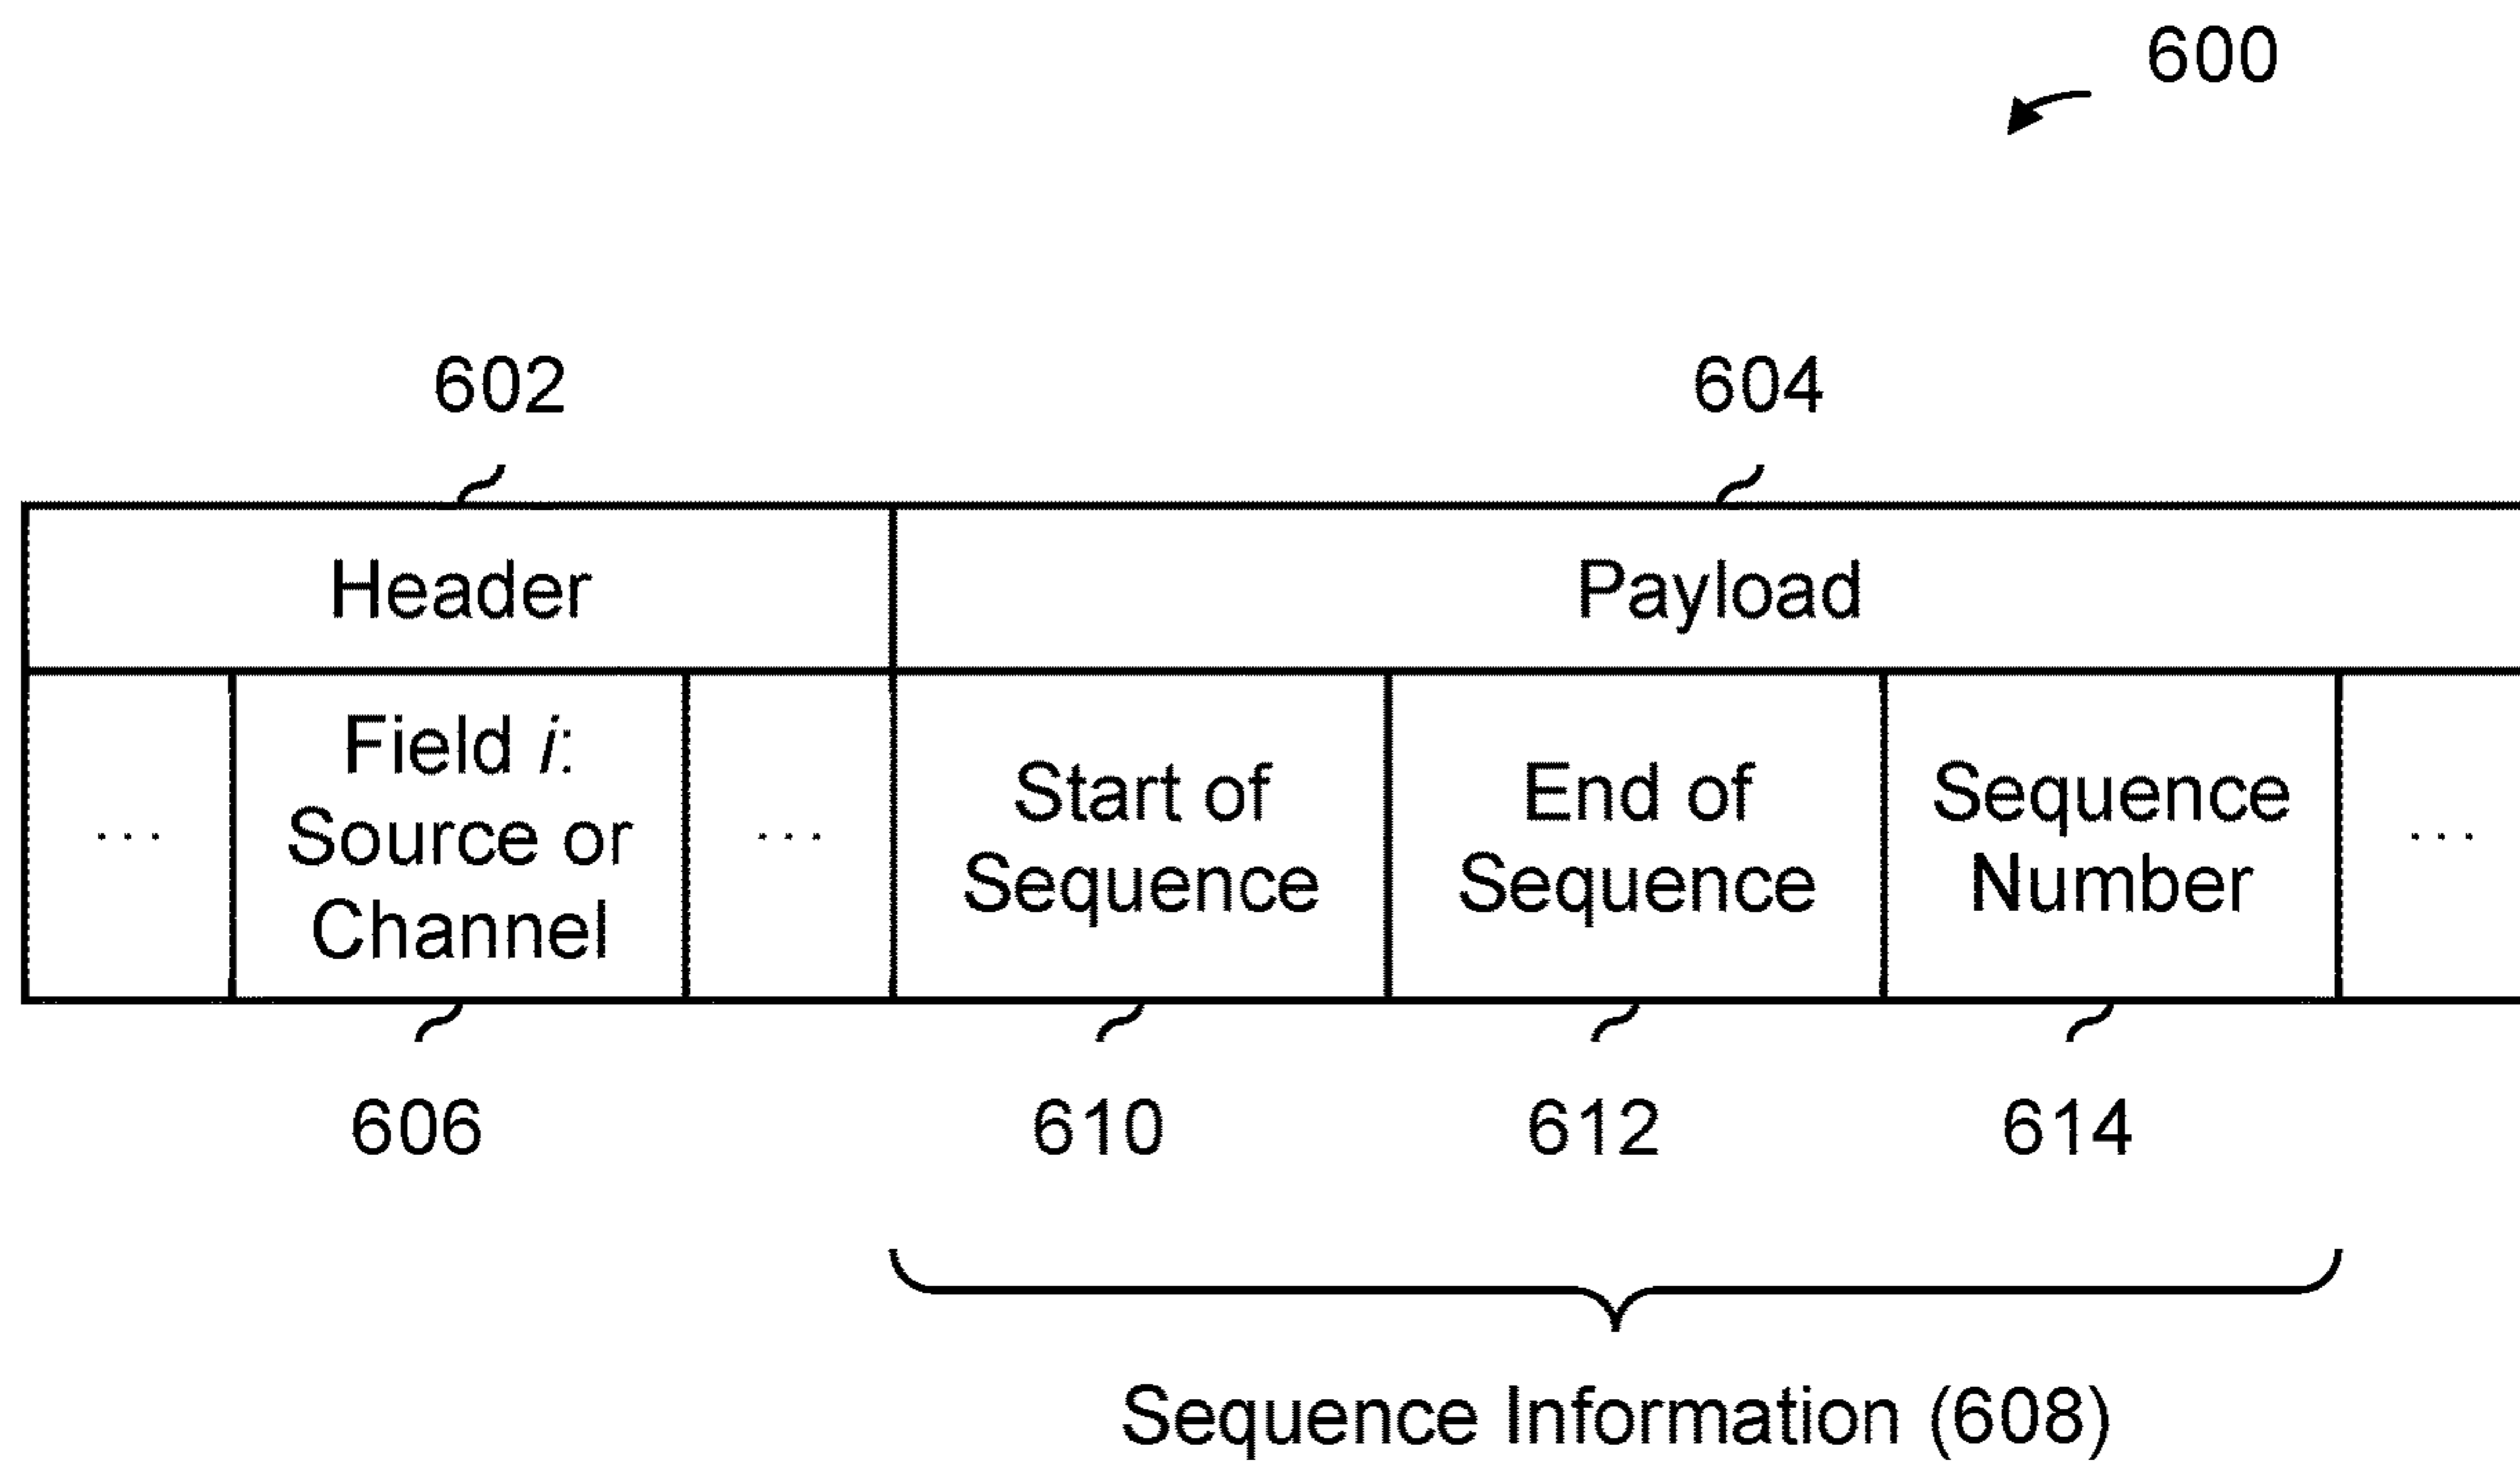 600
602
604
Header
Payload
...
Field i:
Source or
Channel
...
Start of
Sequence
End of
Sequence
Sequence
Number
...
606
610
612
614
Sequence Information (608)